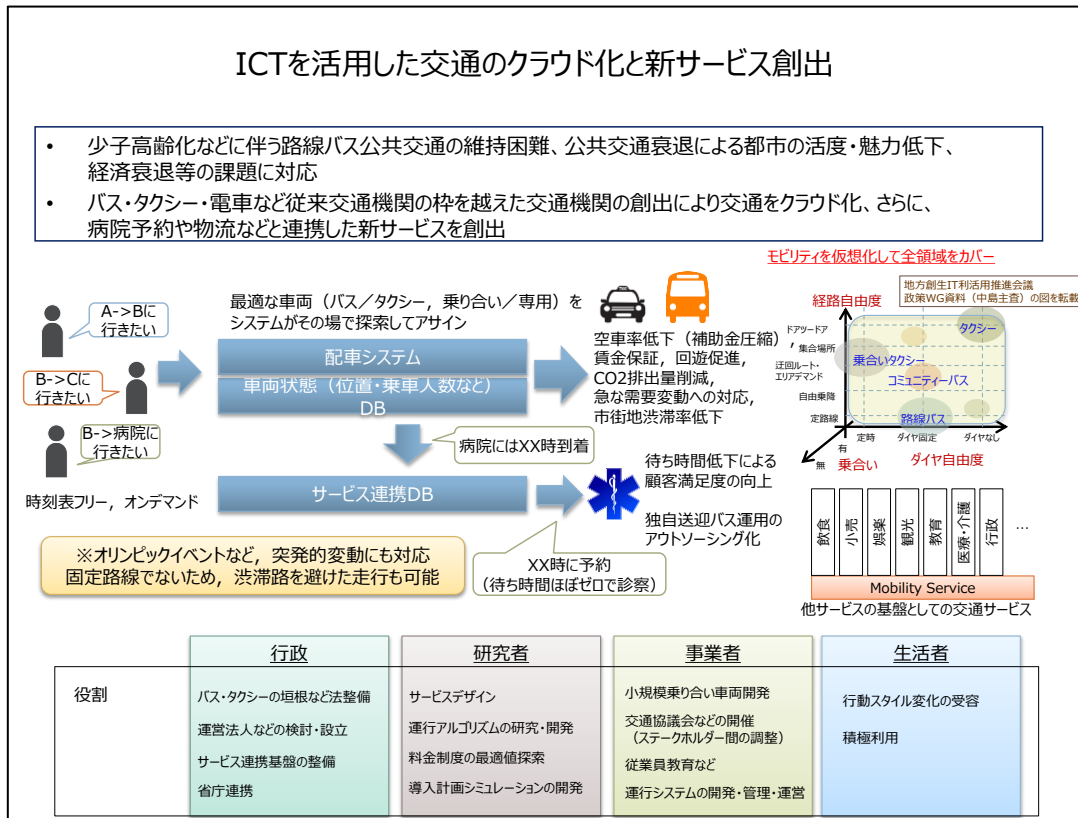 ICTを活用した交通のクラウド化と新サービス創出
• 少子高齢化などに伴う路線バス公共交通の維持困難、公共交通衰退による都市の活度・魅力低下、
経済衰退等の課題に対応
• バス・タクシー・電車など従来交通機関の枠を越えた交通機関の創出により交通をクラウド化、さらに、
病院予約や物流などと連携した新サービスを創出
A->Bに
行きたい
B->Cに
行きたい
B->病院に
行きたい
時刻表フリー，オンデマンド
最適な車両（バス／タクシー，乗り合い／専用）を
システムがその場で探索してアサイン
配車システム
車両状態（位置・乗車人数など）
DB
病院にはXX時到着
サービス連携DB
XX時に予約
（待ち時間ほぼゼロで診察）
空車率低下（補助金圧縮），
賃金保証，回遊促進，
CO2排出量削減，
急な需要変動への対応，
市街地渋滞率低下
待ち時間低下による
顧客満足度の向上
独自送迎バス運用の
アウトソーシング化
※オリンピックイベントなど，突発的変動にも対応
固定路線でないため，渋滞路を避けた走行も可能
モビリティを仮想化して全領域をカバー
地方創生IT利活用推進会議
政策WG資料（中島主査）の図を転載
経路自由度
ドアツードア
集合場所
迂回ルート・
エリアデマンド
自由乗降
定路線
タクシー
乗合いタクシー
コミュニティーバス
路線バス
定時
ダイヤ固定
ダイヤなし
有
無
乗合い
ダイヤ自由度
飲食
小売
娯楽
観光
教育
医療・介護
行政
…
Mobility Service
他サービスの基盤としての交通サービス
役割
行政
バス・タクシーの垣根など法整備
運営法人などの検討・設立
サービス連携基盤の整備
省庁連携
研究者
サービスデザイン
運行アルゴリズムの研究・開発
料金制度の最適値探索
導入計画シミュレーションの開発
事業者
小規模乗り合い車両開発
交通協議会などの開催
（ステークホルダー間の調整）
従業員教育など
運行システムの開発・管理・運営
生活者
行動スタイル変化の受容
積極利用